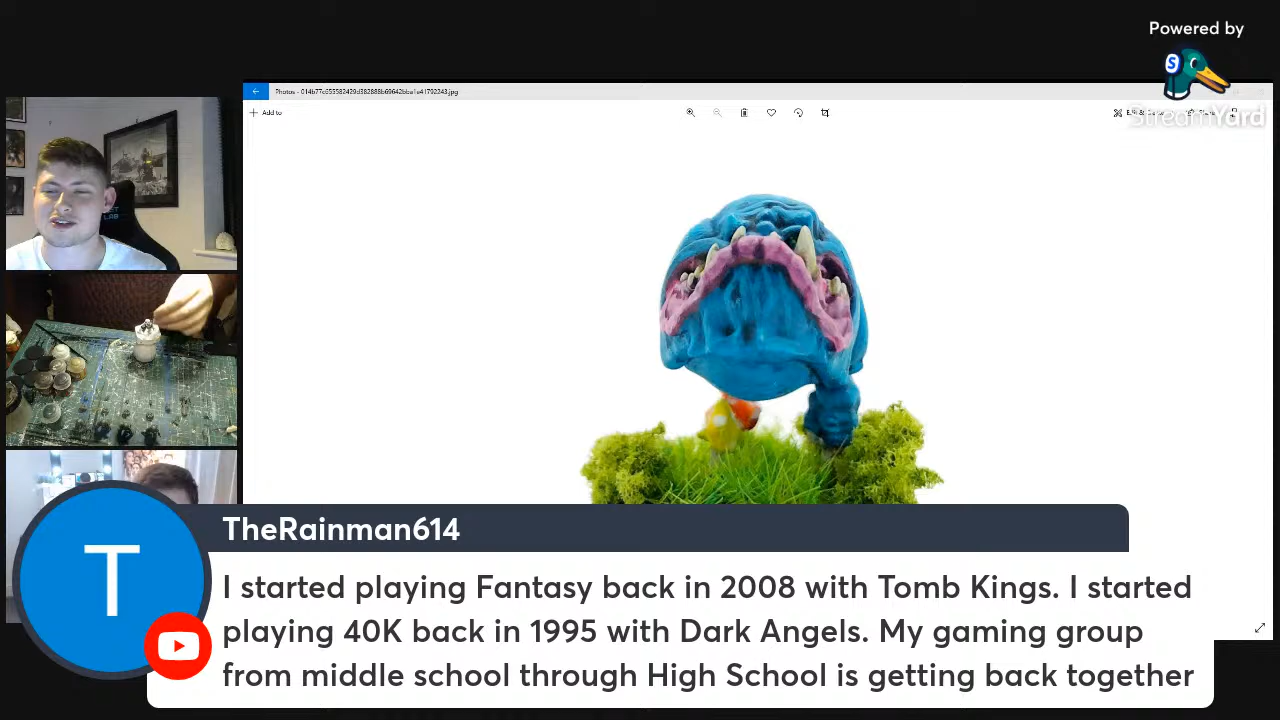 Powered by
S
StreamYard
Photos - 014b77c653582429d382888b69642bba1a41792243.jpg
Add to
T
TheRainman614
I started playing Fantasy back in 2008 with Tomb Kings. I started
playing 40K back in 1995 with Dark Angels. My gaming group
from middle school through High School is getting back together